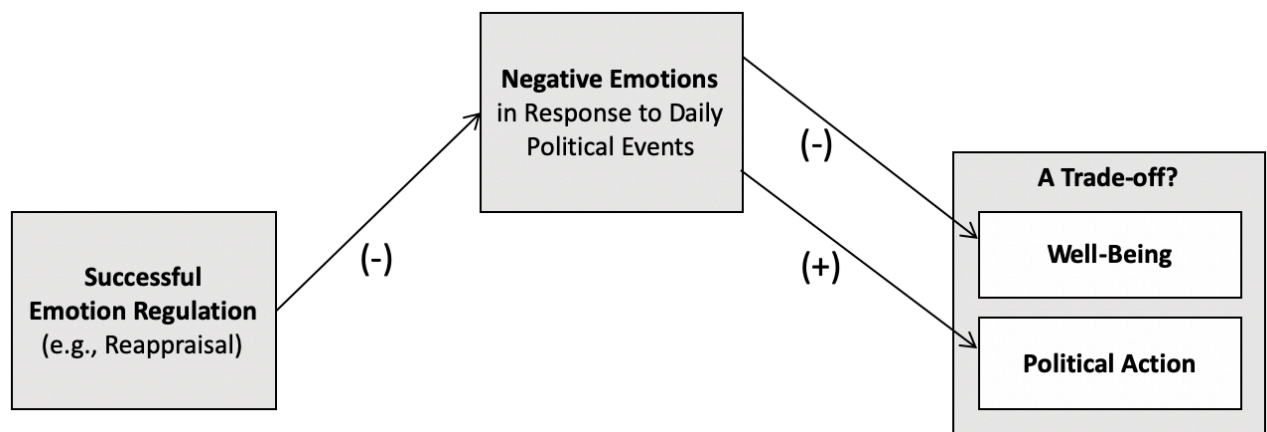 Successful
Emotion Regulation
(e.g., Reappraisal)
(-)
Negative Emotions
in Response to Daily
Political Events
(-)
(+)
A Trade-off?
Well-Being
Political Action